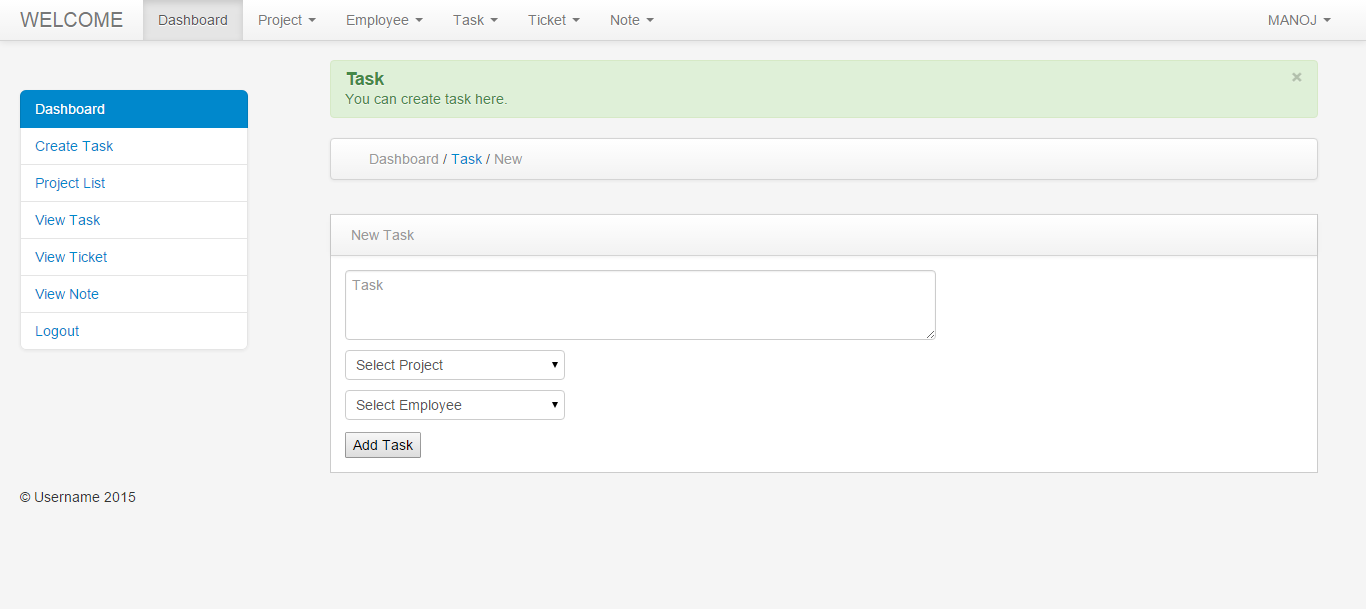 WELCOME Dashboard Project Employee Task Ticket Note MANOJ
Task ×
You can create task here.
Dashboard
Create Task
Project List
View Task
View Ticket
View Note
Logout
Dashboard / Task / New
New Task
Task
Select Project
Select Employee
Add Task
© Username 2015